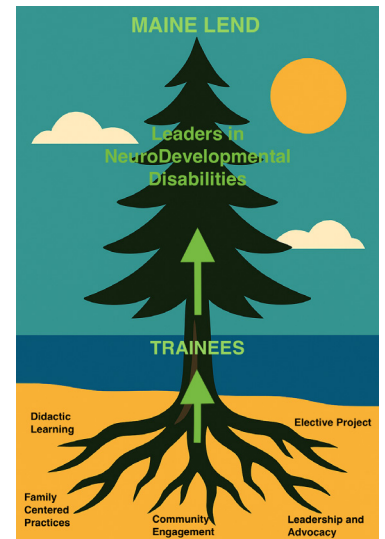 MAINE LEND
Leaders in
NeuroDevelopmental
Disabilities
TRAINEES
Didactic
Learning
Elective Project
Family
Centered
Practices
Community
Engagement
Leadership and
Advocacy